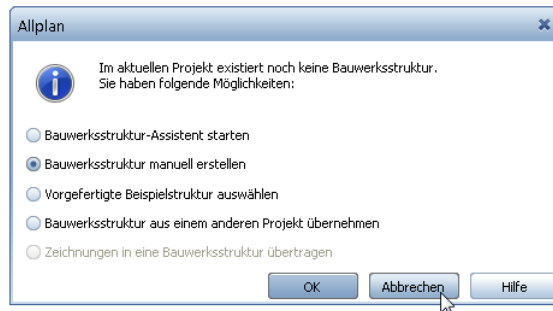 Allplan
Im aktuellen Projekt existiert noch keine Bauwerksstruktur.
Sie haben folgende Möglichkeiten:
Bauwerksstruktur-Assistent starten
Bauwerksstruktur manuell erstellen
Vorgefertigte Beispielstruktur auswählen
Bauwerksstruktur aus einem anderen Projekt übernehmen
Zeichnungen in eine Bauwerksstruktur übertragen
OK Abbrechen Hilfe